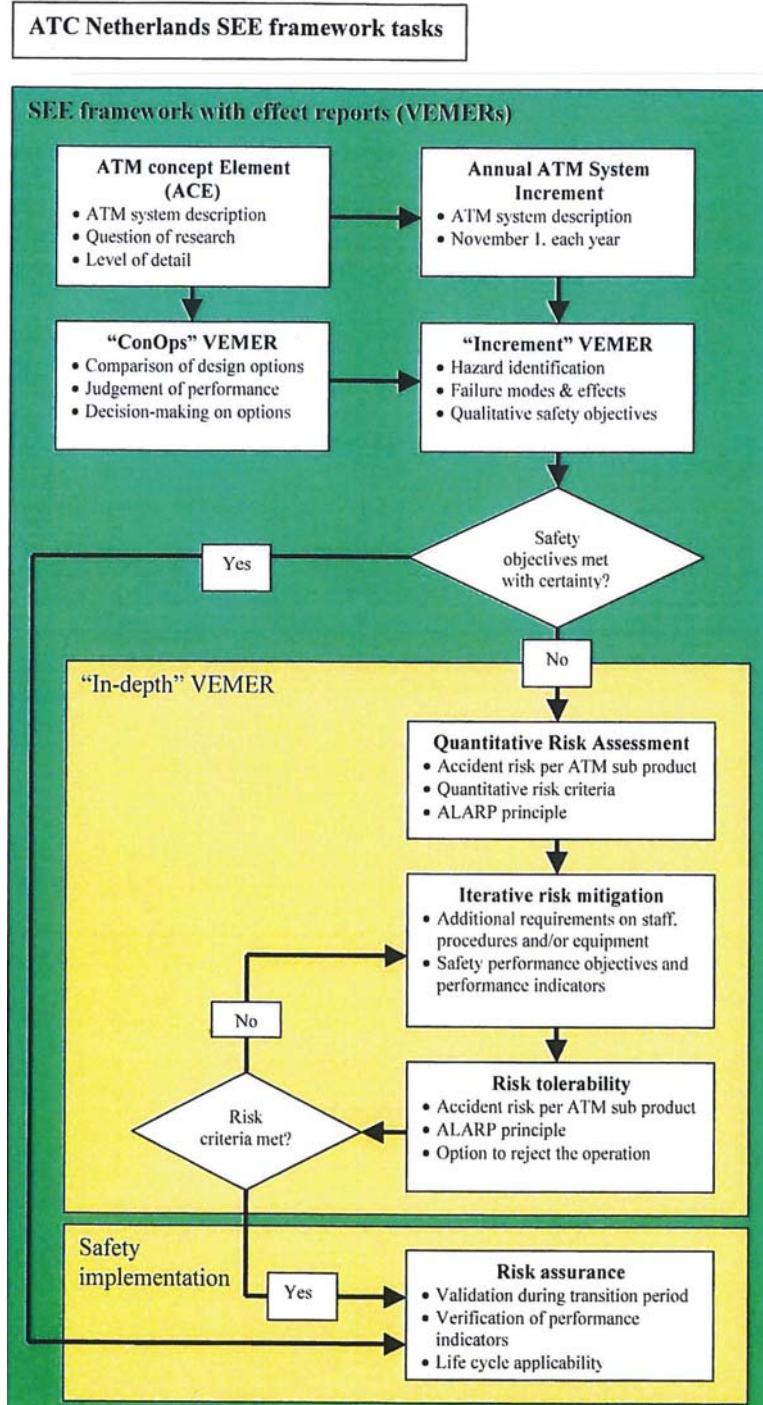 ATC Netherlands SEE framework tasks
SEE framework with effect reports (VEMERs)
ATM concept Element
(ACE)
• ATM system description
• Question of research
• Level of detail
Annual ATM System
Increment
• ATM system description
• November 1. each year
“ConOps” VEMER
• Comparison of design options
• Judgement of performance
• Decision-making on options
“Increment” VEMER
• Hazard identification
• Failure modes & effects
• Qualitative safety objectives
Safety
objectives met
with certainty?
Yes
No
“In-depth” VEMER
Quantitative Risk Assessment
• Accident risk per ATM sub product
• Quantitative risk criteria
• ALARP principle
Iterative risk mitigation
• Additional requirements on staff.
procedures and/or equipment
• Safety performance objectives and
performance indicators
No
Risk tolerability
• Accident risk per ATM sub product
• ALARP principle
• Option to reject the operation
Risk
criteria met?
Safety
implementation
Yes
Risk assurance
• Validation during transition period
• Verification of performance
indicators
• Life cycle applicability